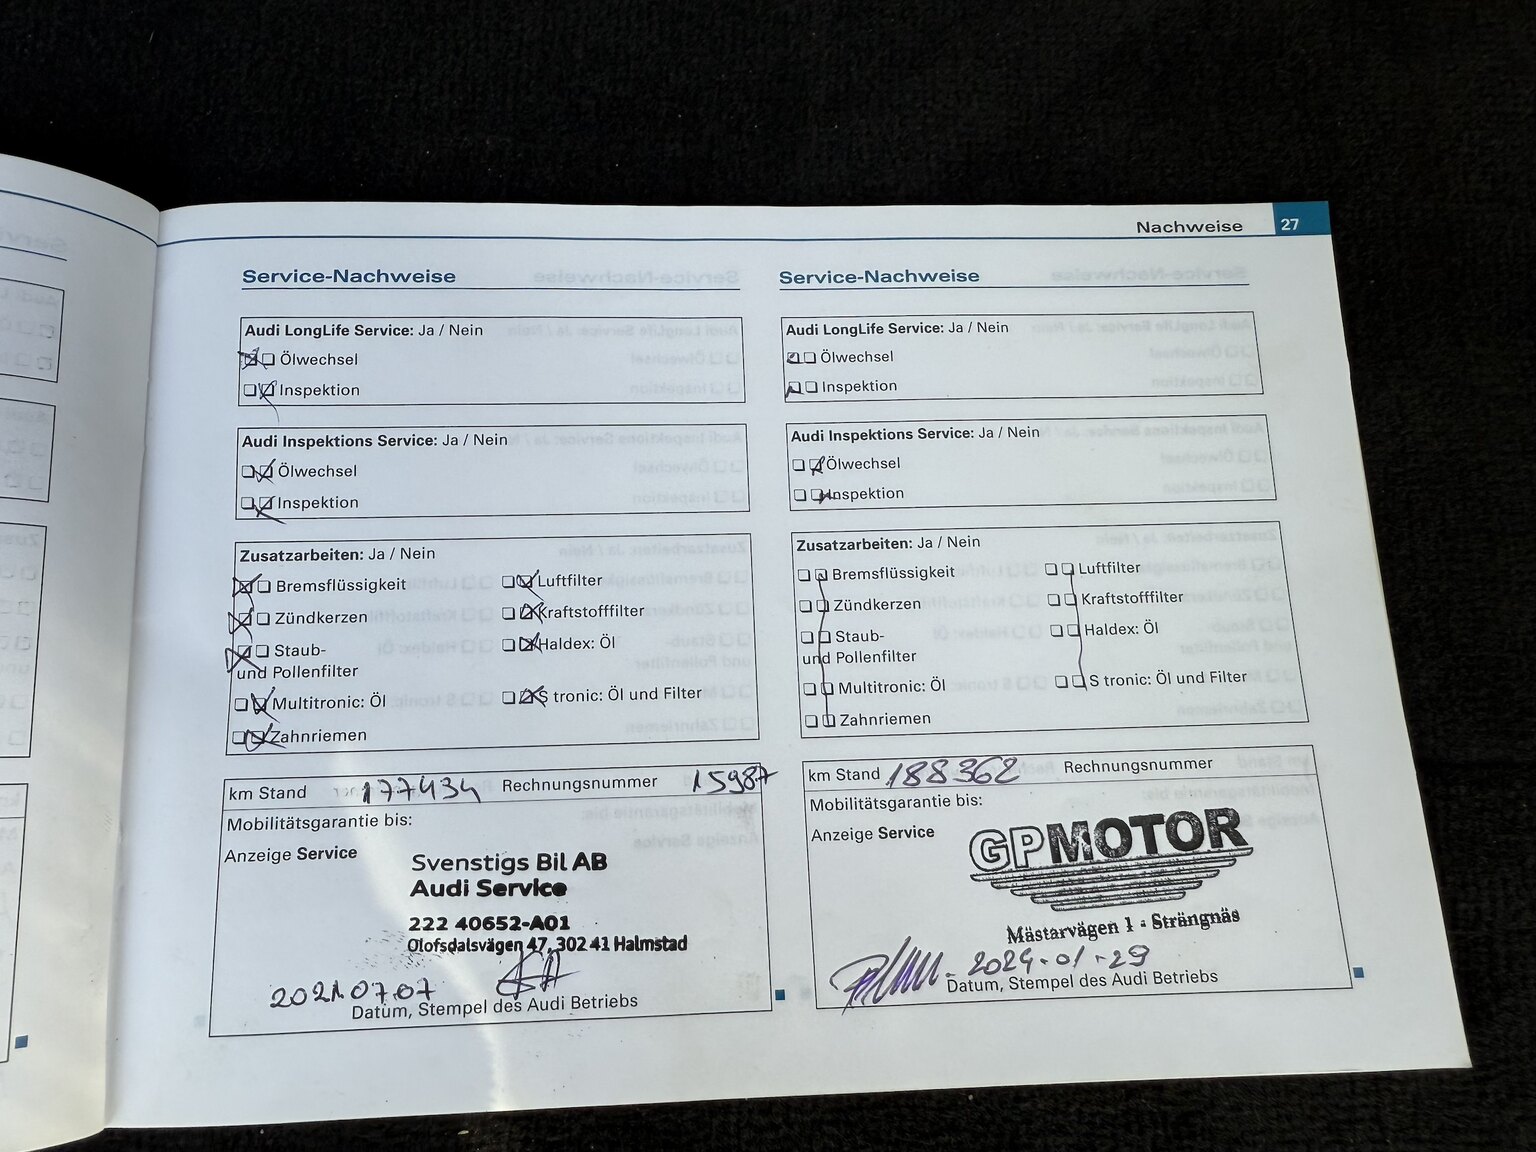 Nachweise 27
Service-Nachweise
Audi LongLife Service: Ja / Nein
Ölwechsel
Inspektion
Audi Inspektions Service: Ja / Nein
Ölwechsel
Inspektion
Zusatzarbeiten: Ja / Nein
Bremsflüssigkeit
Zündkerzen
Staub-
und Pollenfilter
Multitronic: Öl
Zahnriemen
Luftfilter
Kraftstofffilter
Haldex: Öl
S tronic: Öl und Filter
km Stand 177434 Rechnungsnummer 15987
Mobilitätsgarantie bis:
Anzeige Service
Svenstigs Bil AB
Audi Service
222 40652-A01
Olofsdalsvägen 47, 302 41 Halmstad
2021.07.07
Datum, Stempel des Audi Betriebs
Service-Nachweise
Audi LongLife Service: Ja / Nein
Ölwechsel
Inspektion
Audi Inspektions Service: Ja / Nein
Ölwechsel
Inspektion
Zusatzarbeiten: Ja / Nein
Bremsflüssigkeit
Zündkerzen
Staub-
und Pollenfilter
Multitronic: Öl
Zahnriemen
Luftfilter
Kraftstofffilter
Haldex: Öl
S tronic: Öl und Filter
km Stand 188362 Rechnungsnummer
Mobilitätsgarantie bis:
Anzeige Service
GPMOTOR
Mästarvägen 1 - Strängnäs
2024-01-29
Datum, Stempel des Audi Betriebs